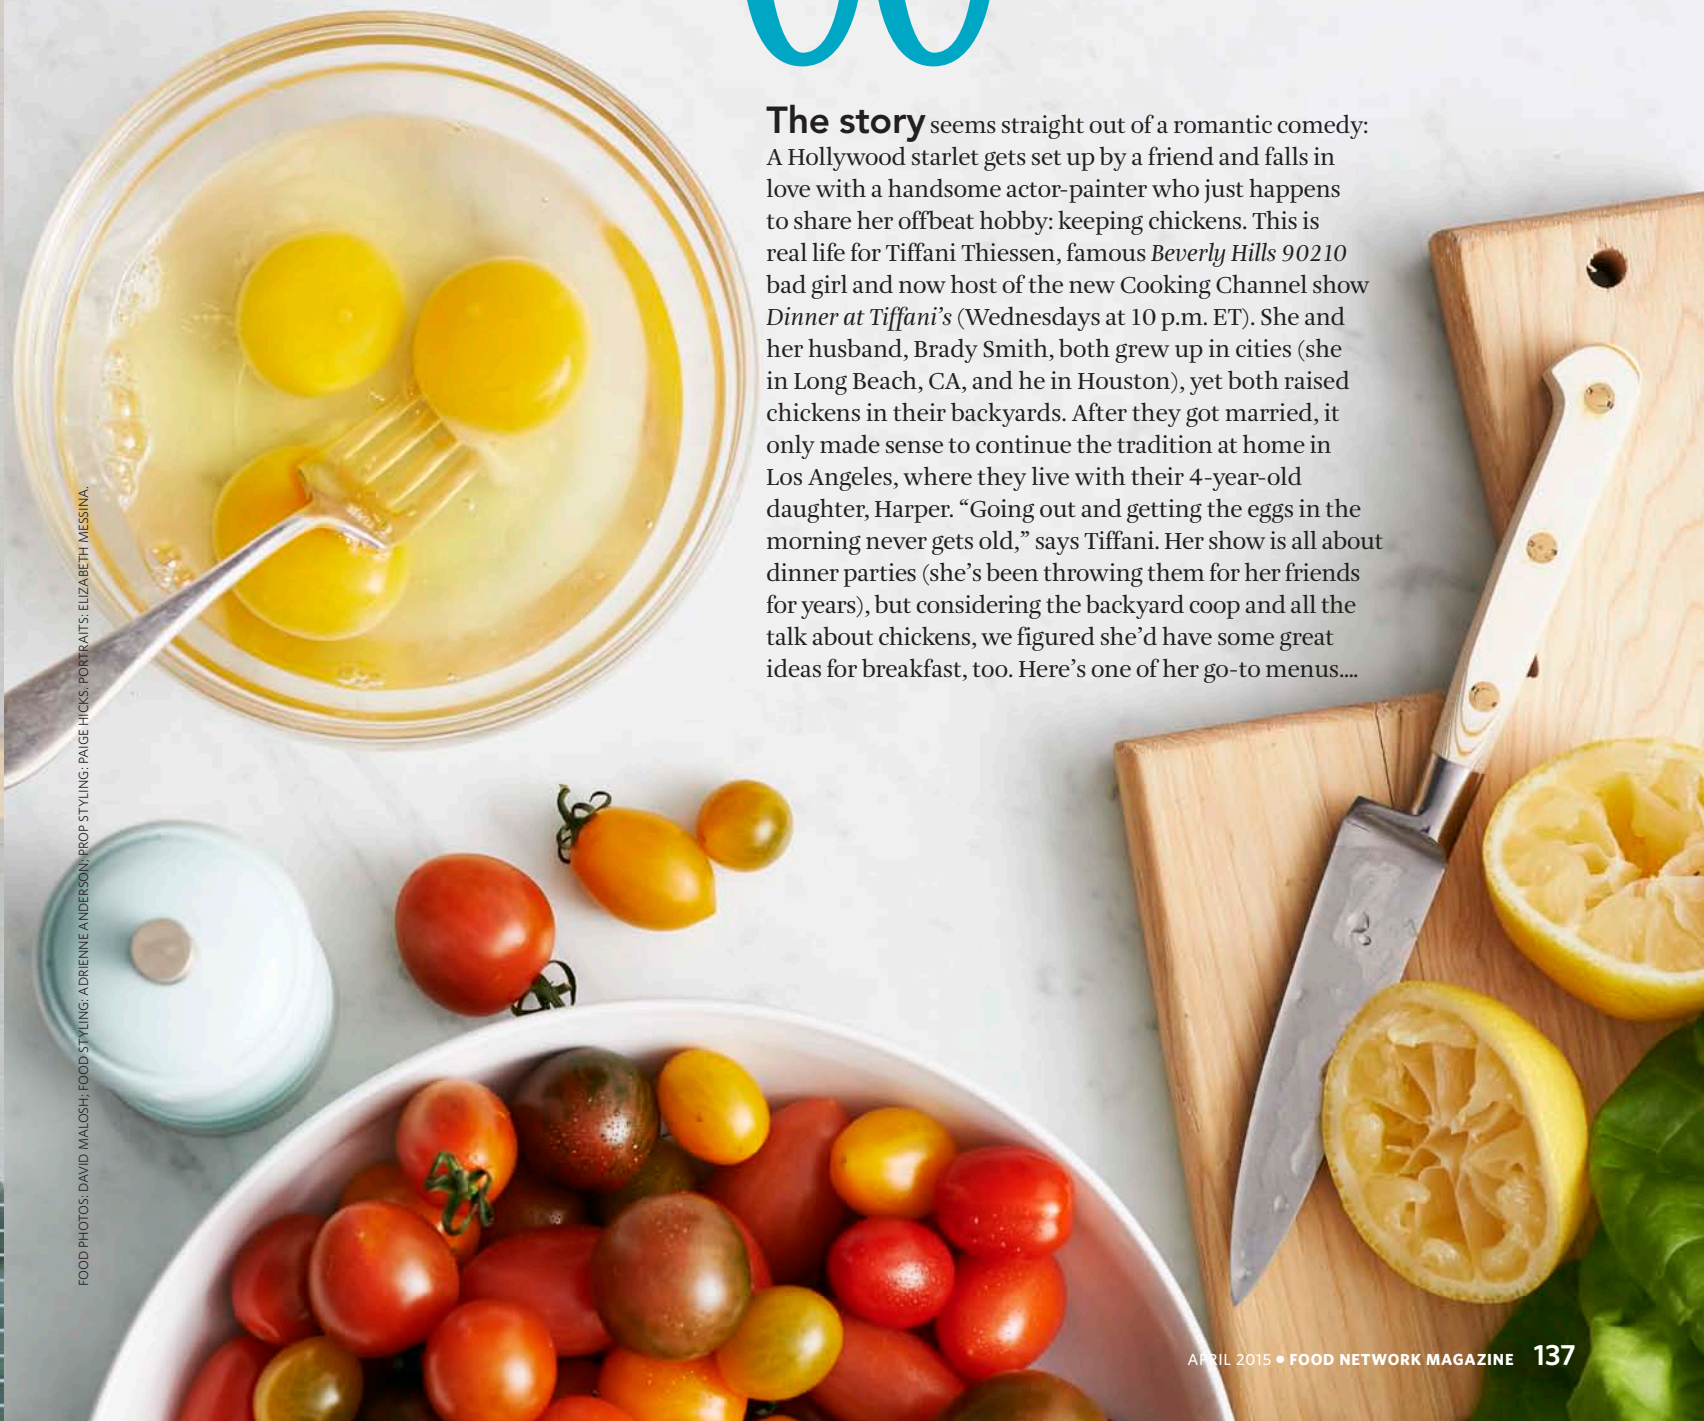 The story seems straight out of a romantic comedy:
A Hollywood starlet gets set up by a friend and falls in
love with a handsome actor-painter who just happens
to share her offbeat hobby: keeping chickens. This is
real life for Tiffani Thiessen, famous Beverly Hills 90210
bad girl and now host of the new Cooking Channel show
Dinner at Tiffani’s (Wednesdays at 10 p.m. ET). She and
her husband, Brady Smith, both grew up in cities (she
in Long Beach, CA, and he in Houston), yet both raised
chickens in their backyards. After they got married, it
only made sense to continue the tradition at home in
Los Angeles, where they live with their 4-year-old
daughter, Harper. “Going out and getting the eggs in the
morning never gets old,” says Tiffani. Her show is all about
dinner parties (she’s been throwing them for her friends
for years), but considering the backyard coop and all the
talk about chickens, we figured she’d have some great
ideas for breakfast, too. Here’s one of her go-to menus....
FOOD PHOTOS: DAVID MALOSH; FOOD STYLING: ADRIENNE ANDERSON; PROP STYLING: PAIGE HICKS. PORTRAITS: ELIZABETH MESSINA.
APRIL 2015 • FOOD NETWORK MAGAZINE 137